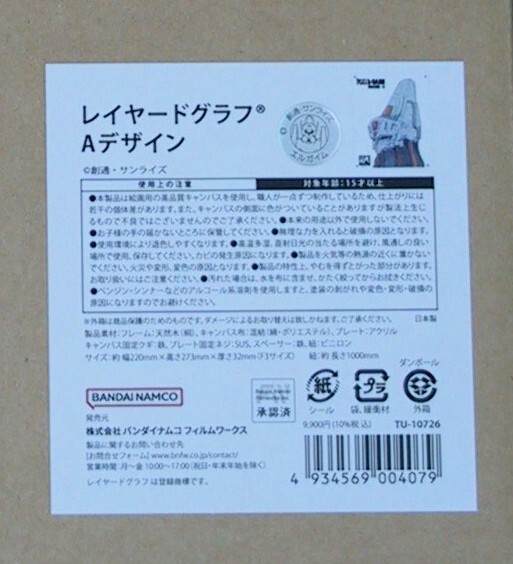 レイヤードグラフ®
Aデザイン
©創通・サンライズ
©創通・サンライズ
エルガイム
使用上の注意
対象年齢:15才以上
●本製品は絵画用の高品質キャンバスを使用し、職人が一点ずつ制作しているため、仕上がりには
若干の個体差があります。また、キャンバスの側面に色がついていることがありますが製法上生じ
るもので不良ではございませんのでご了承ください。●本来の用途以外で使用しないでください。
●お子様の手の届かないところに保管してください。●無理な力を入れると破損の原因となります。
●使用環境により退色しやすくなります。●高温多湿、直射日光の当たる場所を避け、風通しの良い
場所で使用、保存してください。カビの発生原因になります。●製品を火気等の熱源の近くに置かない
でください。火災や変形、変色の原因となります。●製品の特性上、やむを得ずとがった部分があります。
お取り扱いにはご注意ください。●汚れた場合は、水を布に含ませ、かたく絞ってからお拭きください。
●ベンジン・シンナーなどのアルコール系溶剤を使用しますと、塗装の剥がれや変色・変形・破損の
原因になりますのでお避けください。
※外箱は商品保護のためのものです。ダメージによるお取り替えは致しかねます。ご了承ください。
日本製
製品素材:フレーム:天然木(桐)、キャンバス布:混紡(綿・ポリエステル)、プレート:アクリル
キャンバス固定クギ:鉄、プレート固定ネジ:SUS、スペーサー:鉄、紐:ビニロン
サイズ:約 幅220mm×高さ273mm×厚さ32mm(F3サイズ) 紐:約 長さ1000mm
BANDAI NAMCO
発売元
株式会社 バンダイナムコ フィルムワークス
製品に関するお問い合わせ先
[お問合せフォーム] www.bnfw.co.jp/contact/
営業時間:月〜金 10:00〜17:00(祝日・年末年始を除く)
レイヤードグラフ は登録商標です。
承認済
紙
シール
プラ
袋、緩衝材
ダンボール
外箱
9,900円(10%税込)
TU-10726
4 934569 004079